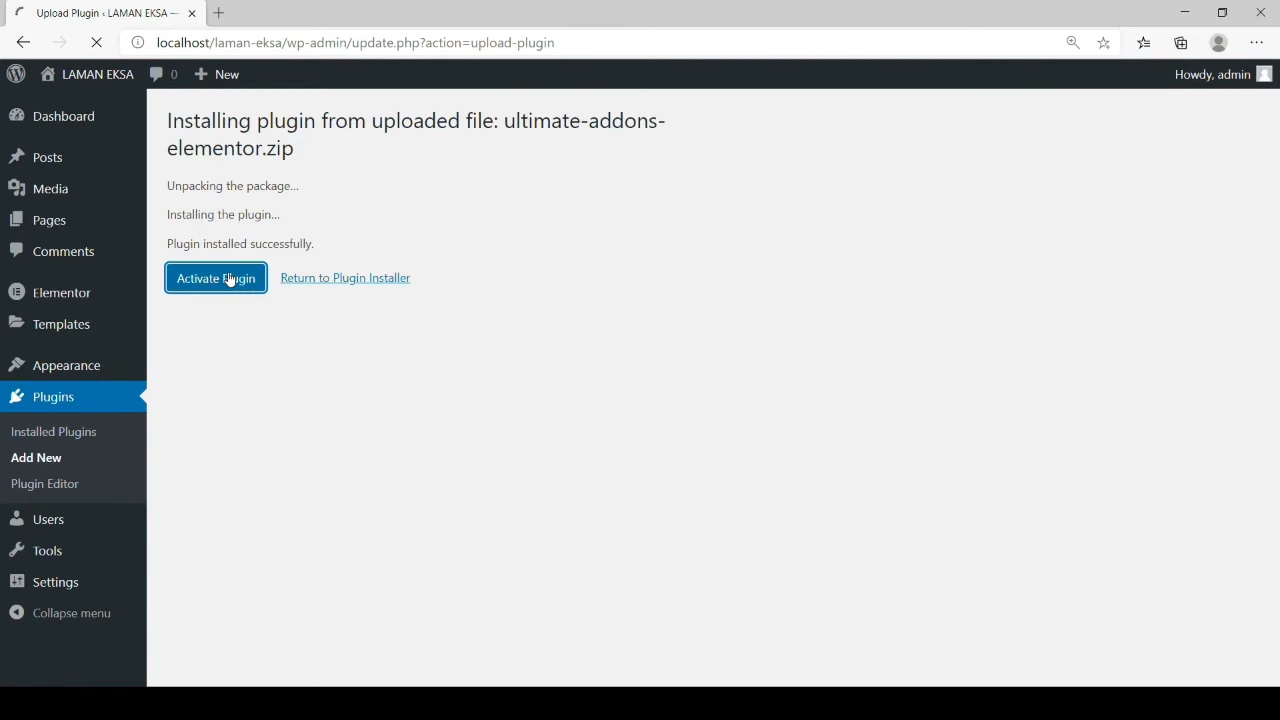 Upload Plugin ‹ LAMAN EKSA —
localhost/laman-eksa/wp-admin/update.php?action=upload-plugin
LAMAN EKSA
0
New
Howdy, admin
Dashboard
Posts
Media
Pages
Comments
Elementor
Templates
Appearance
Plugins
Installed Plugins
Add New
Plugin Editor
Users
Tools
Settings
Collapse menu
Installing plugin from uploaded file: ultimate-addons-
elementor.zip
Unpacking the package…
Installing the plugin…
Plugin installed successfully.
Activate Plugin
Return to Plugin Installer